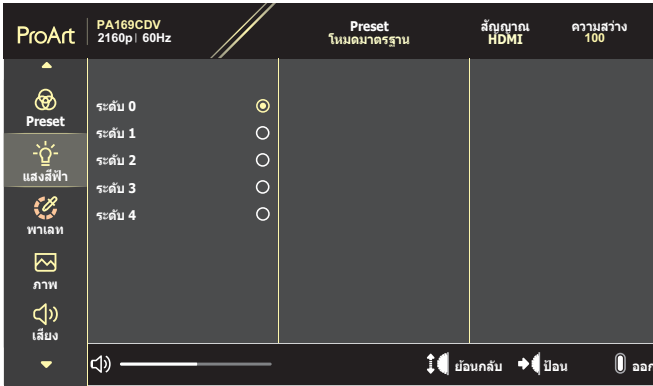 ProArt
PA169CDV
2160p| 60Hz
Preset
โหมดมาตรฐาน
สัญญาณ
HDMI
ความสว่าง
100
Preset
แสงสีฟ้า
พาเลท
ภาพ
เสียง
ระดับ 0
ระดับ 1
ระดับ 2
ระดับ 3
ระดับ 4
ย้อนกลับ
ป้อน
ออก